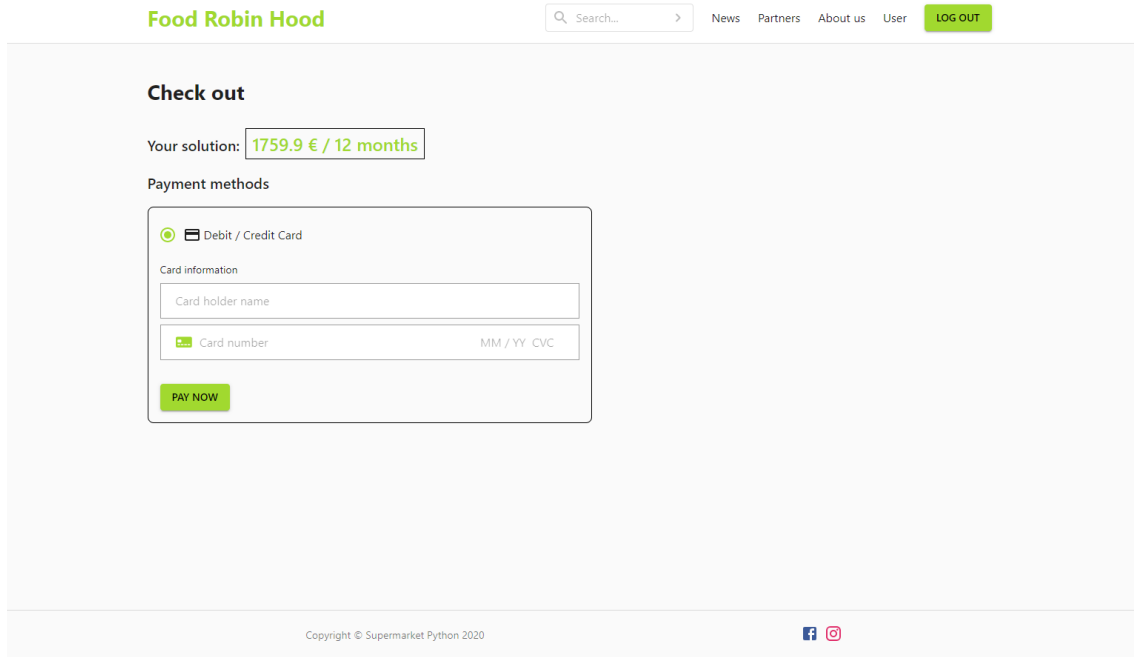 Food Robin Hood
Search... News Partners About us User LOG OUT
Check out
Your solution: 1759.9 € / 12 months
Payment methods
Debit / Credit Card
Card information
Card holder name
Card number MM / YY CVC
PAY NOW
Copyright © Supermarket Python 2020